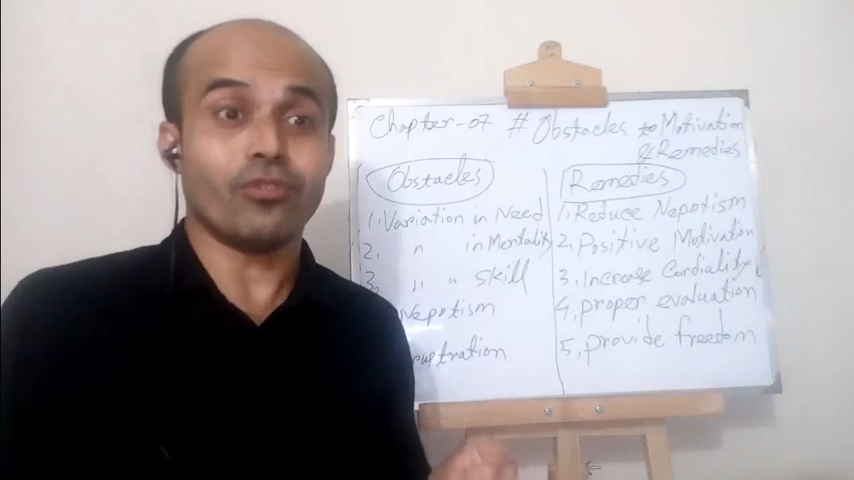 Chapter-07 # Obstacles to Motivation
& Remedies
Obstacles
1. Variation in Need
2. " in Mentality
3. " " skill
Nepotism
Remedies
1. Reduce Nepotism
2. Positive Motivation
3. Increase Cordiality
4. proper evaluation
5. provide freedom